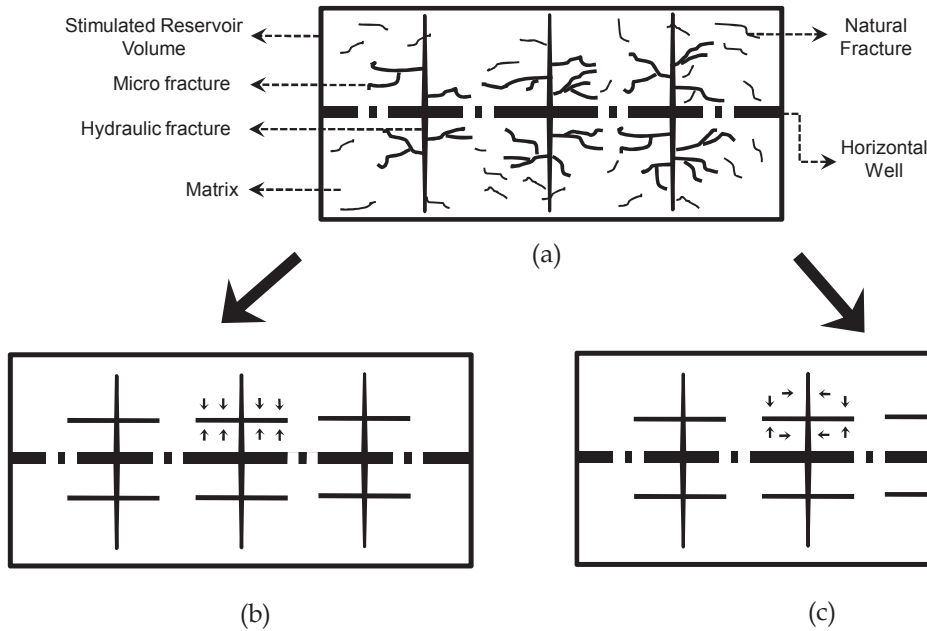 Stimulated Reservoir
Volume
Micro fracture
Hydraulic fracture
Matrix
Natural
Fracture
Horizontal
Well
(a)
(b)
(c)